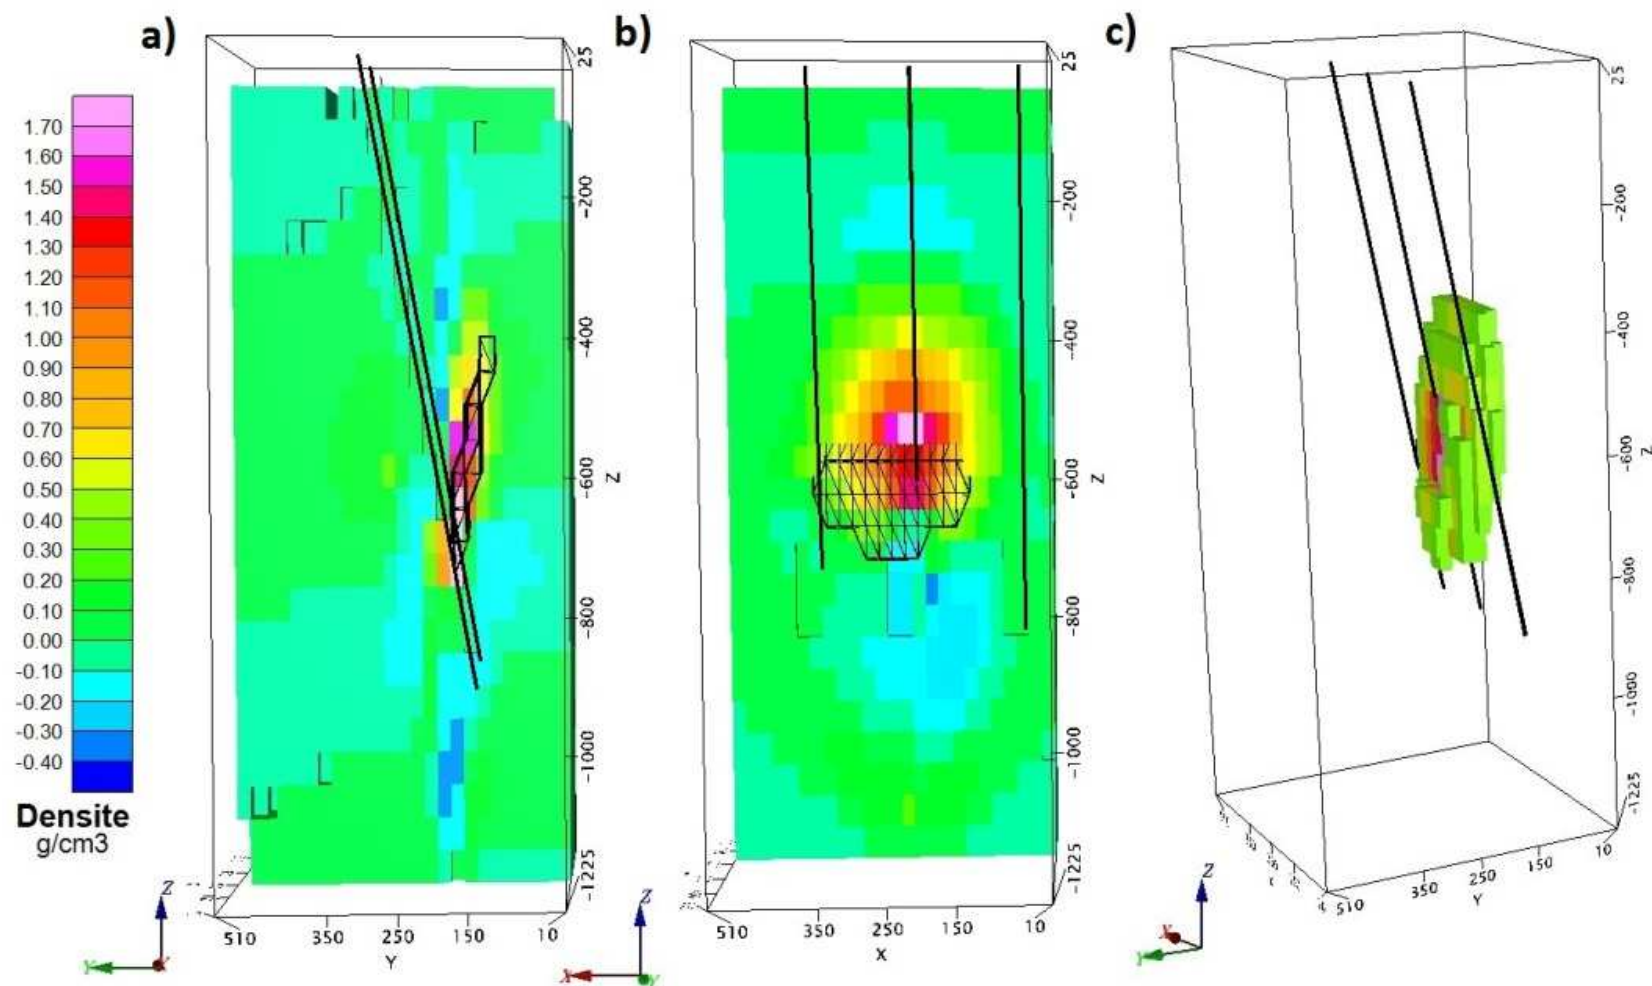 a)
b)
c)
1.70
1.60
1.50
1.40
1.30
1.20
1.10
1.00
0.90
0.80
0.70
0.60
0.50
0.40
0.30
0.20
0.10
0.00
-0.10
-0.20
-0.30
-0.40
Densite
g/cm3
25
-200
-400
-600
Z
-800
-1000
-1225
510 350 250 150 10
Y
Z
Y
X
25
-200
-400
-600
Z
-800
-1000
-1225
510 350 250 150 10
X
Z
X
Y
25
-200
-400
-600
Z
-800
-1000
-1225
510 350 250 150 10
Y
Z
X
Y